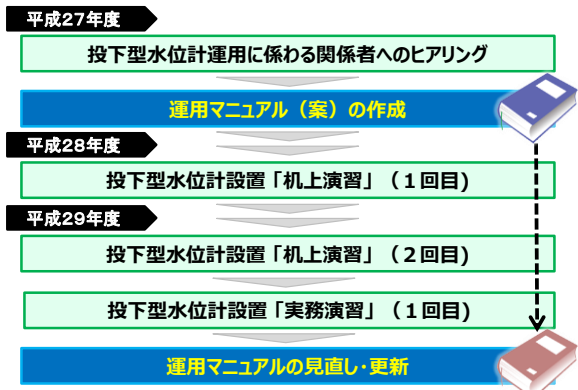 平成27年度
投下型水位計運用に係わる関係者へのヒアリング
運用マニュアル（案）の作成
平成28年度
投下型水位計設置「机上演習」（１回目)
平成29年度
投下型水位計設置「机上演習」（２回目)
投下型水位計設置「実務演習」（１回目)
運用マニュアルの見直し・更新